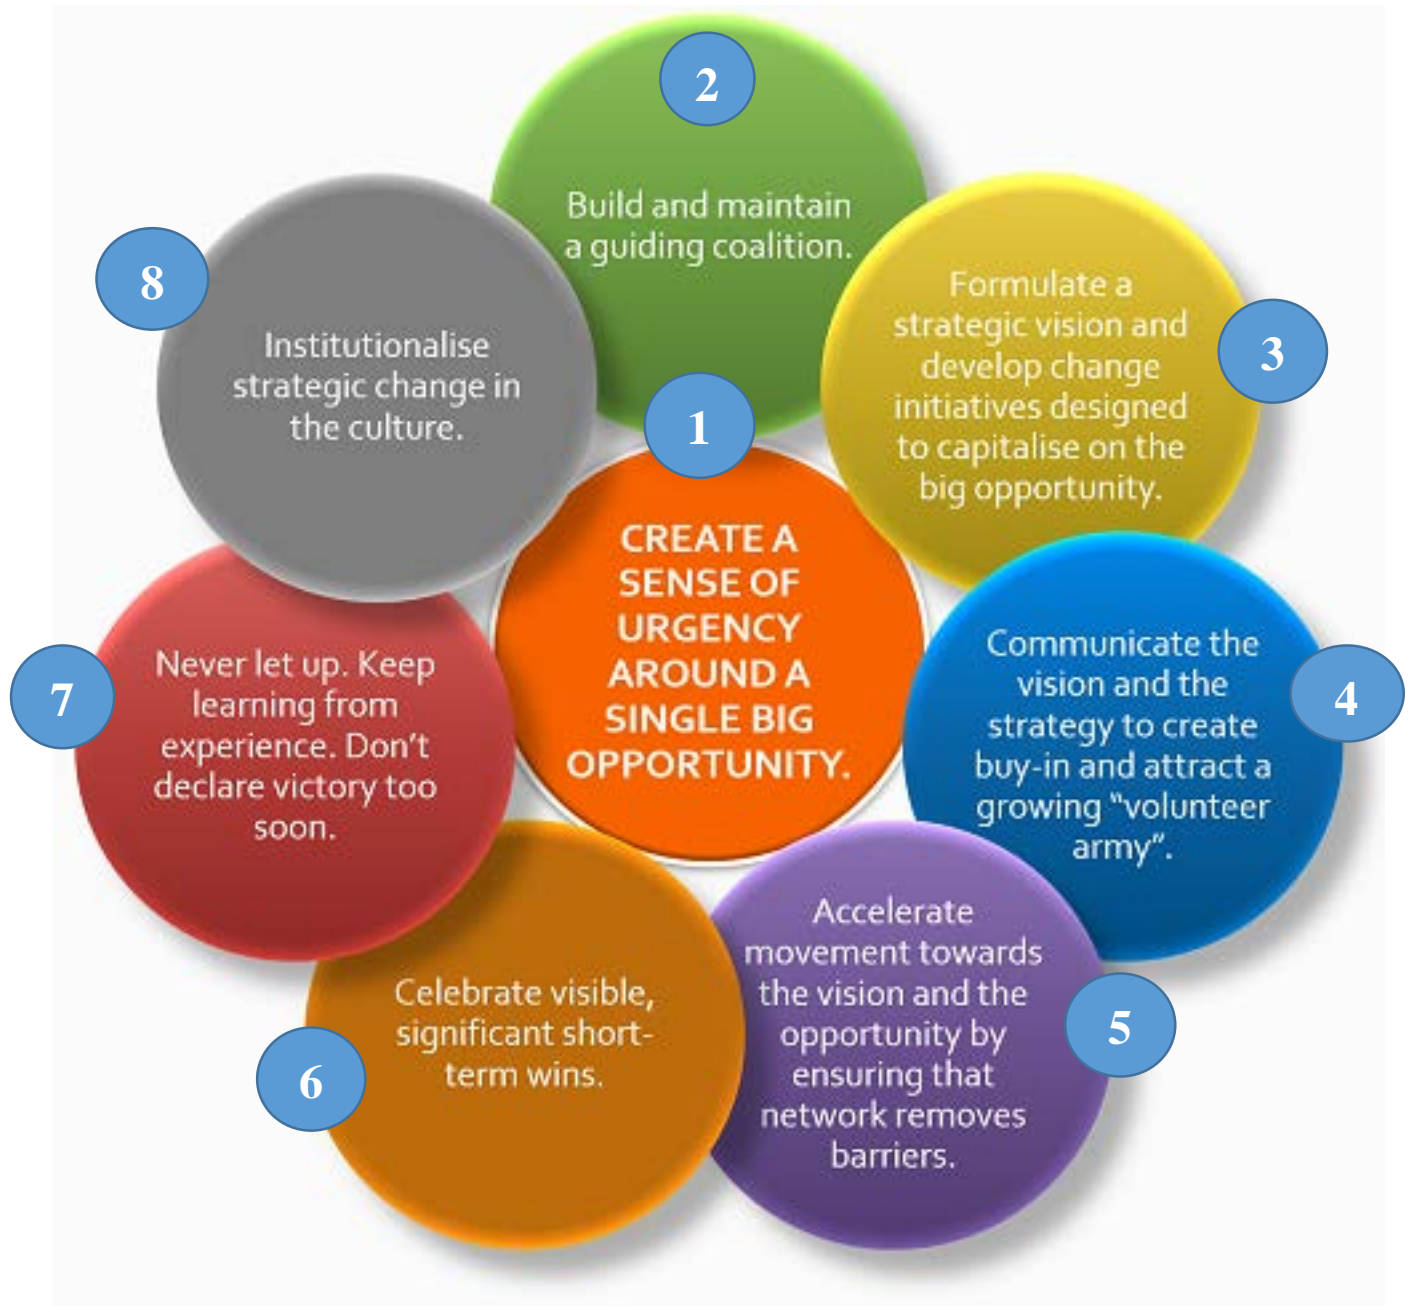 1
CREATE A
SENSE OF
URGENCY
AROUND A
SINGLE BIG
OPPORTUNITY.
2
Build and maintain
a guiding coalition.
3
Formulate a
strategic vision and
develop change
initiatives designed
to capitalise on the
big opportunity.
4
Communicate the
vision and the
strategy to create
buy-in and attract a
growing “volunteer
army”.
5
Accelerate
movement towards
the vision and the
opportunity by
ensuring that
network removes
barriers.
6
Celebrate visible,
significant short-
term wins.
7
Never let up. Keep
learning from
experience. Don’t
declare victory too
soon.
8
Institutionalise
strategic change in
the culture.